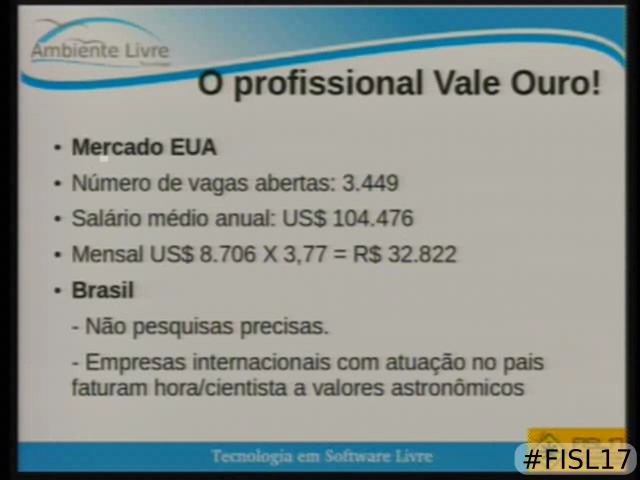 Ambiente Livre
O profissional Vale Ouro!
• Mercado EUA
• Número de vagas abertas: 3.449
• Salário médio anual: US$ 104.476
• Mensal US$ 8.706 X 3,77 = R$ 32.822
• Brasil
- Não pesquisas precisas.
- Empresas internacionais com atuação no pais
faturam hora/cientista a valores astronômicos
Tecnologia em Software Livre
#FISL17